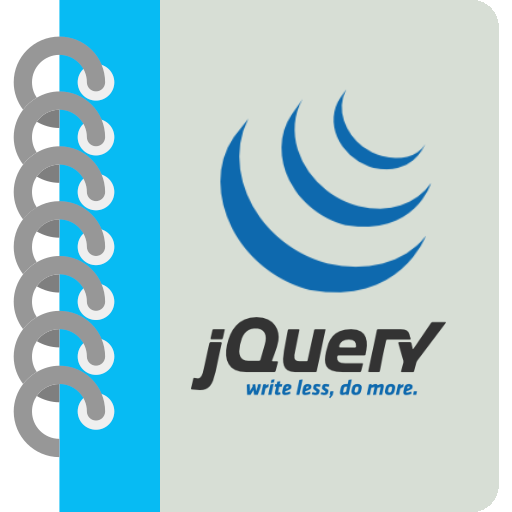 jQuery
write less, do more.